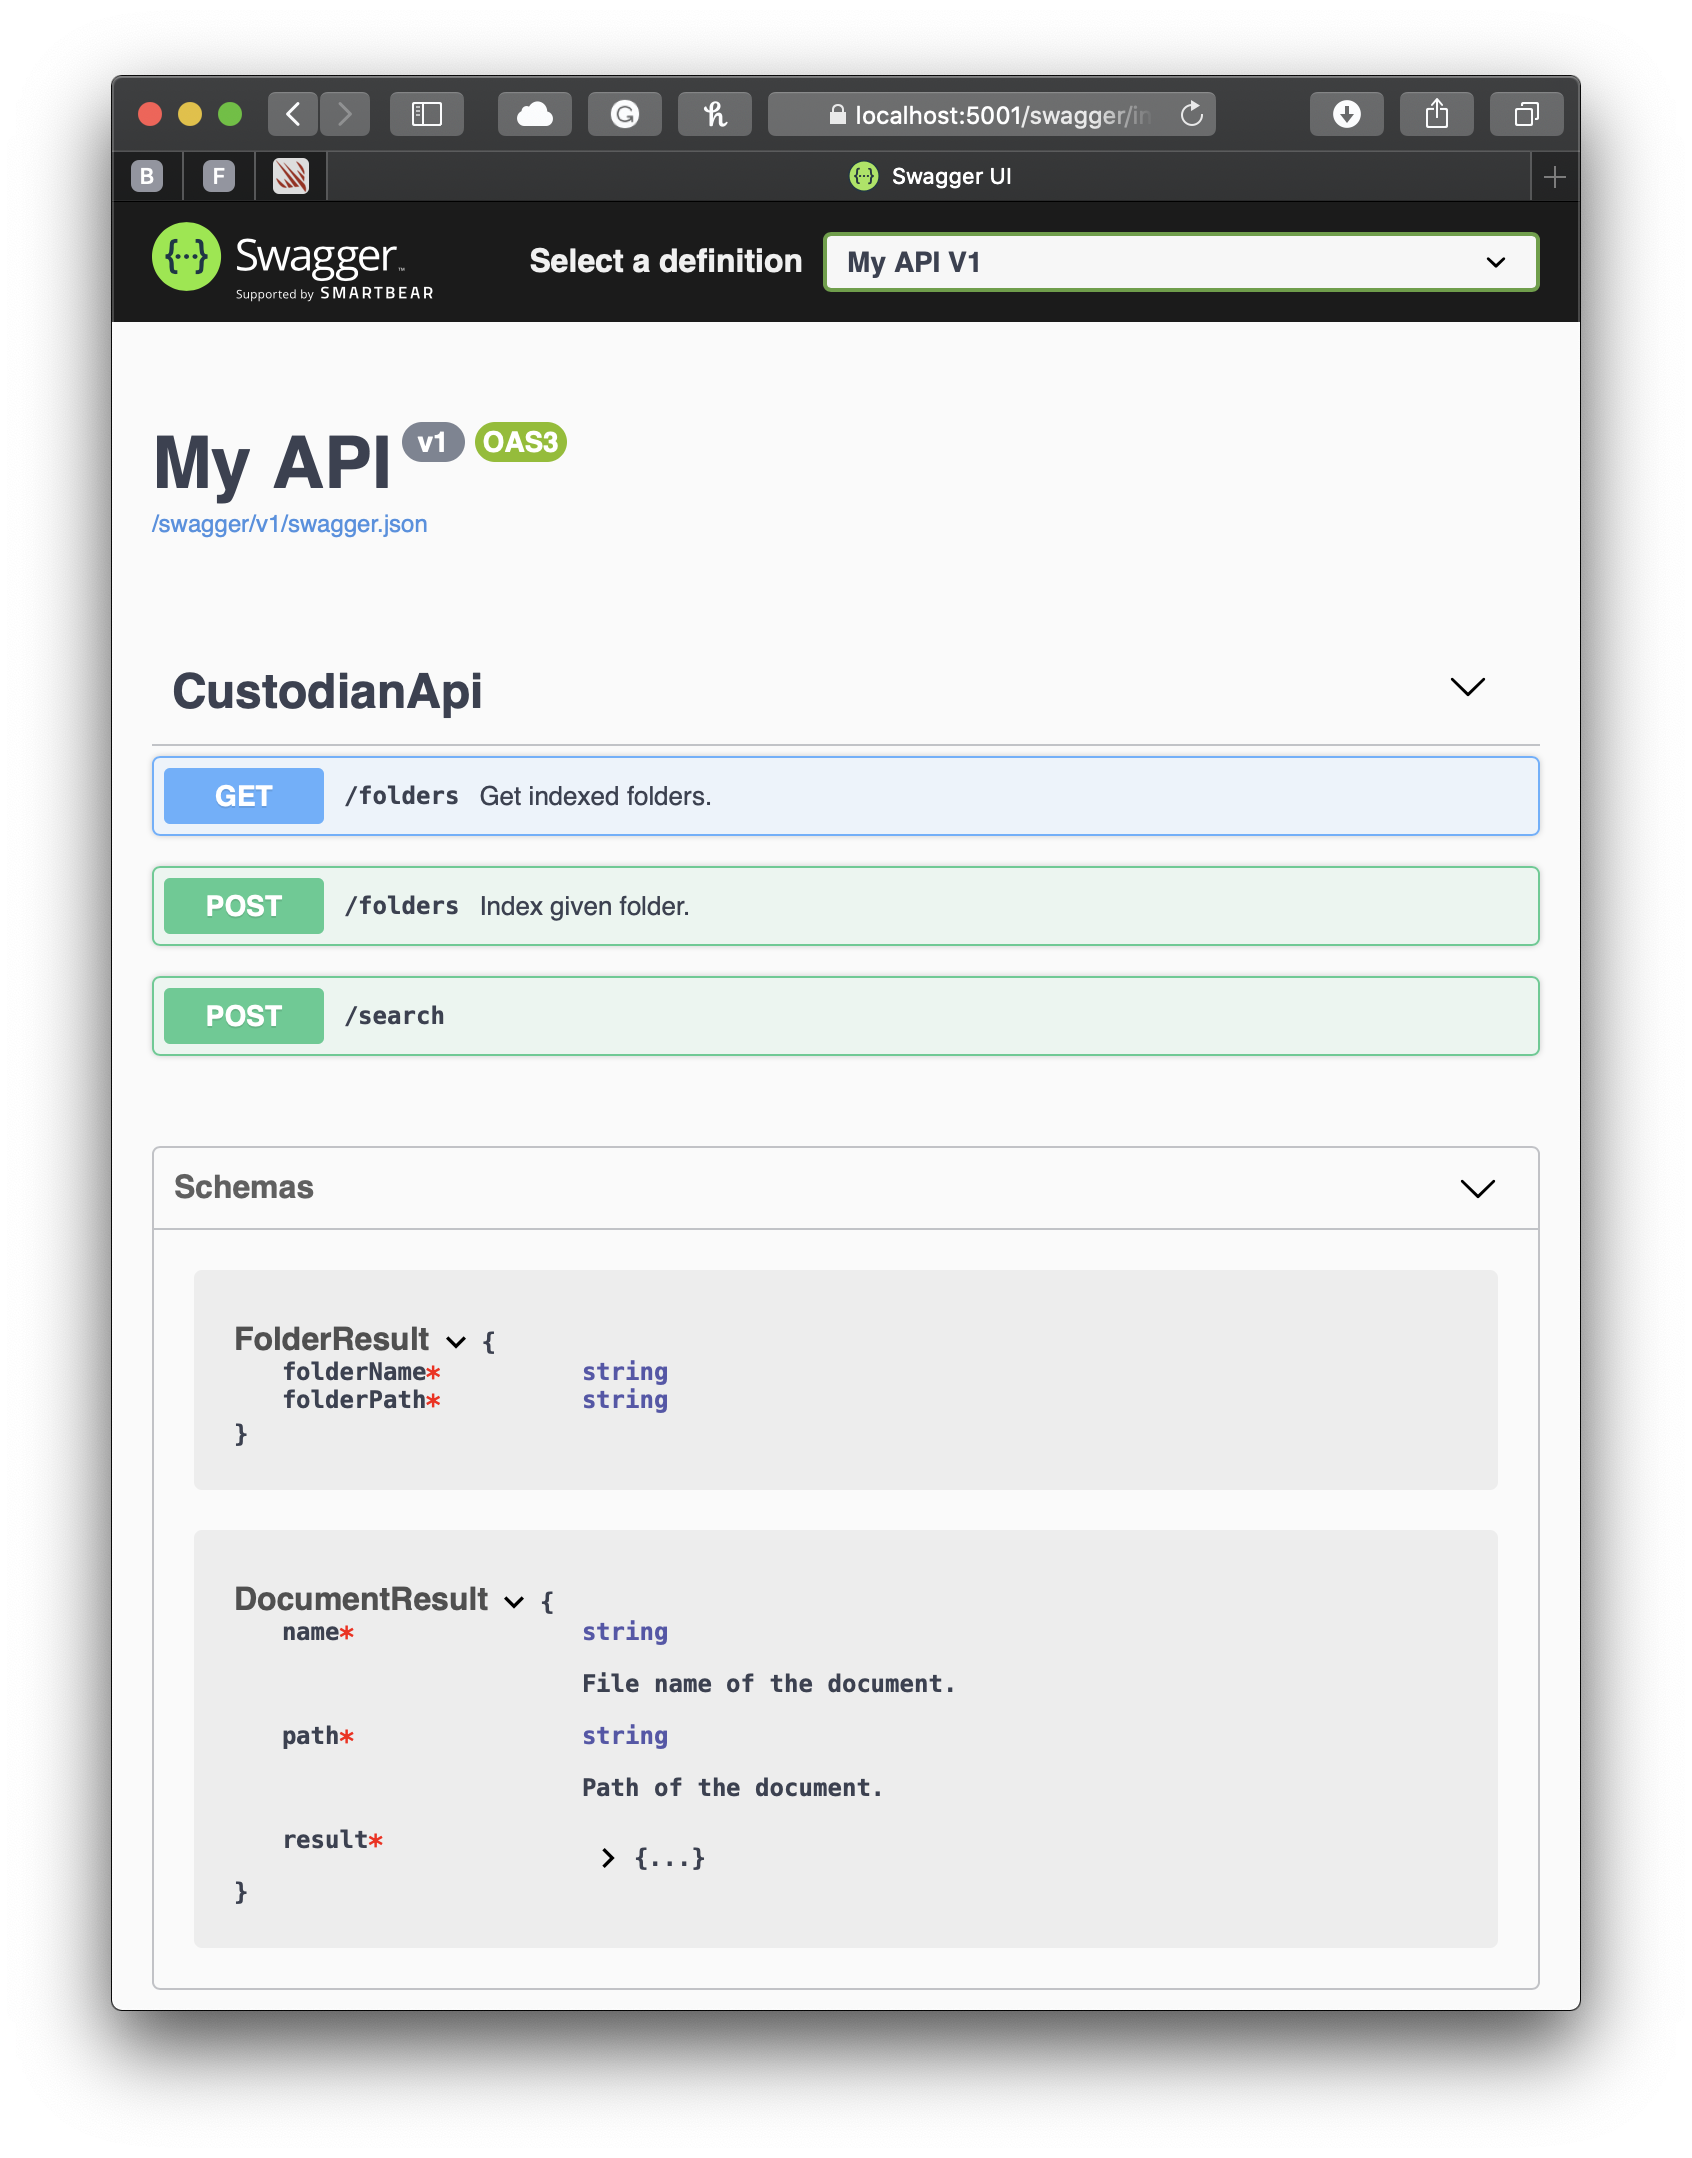 localhost:5001/swagger/in
B
F
Swagger UI
Swagger™
Supported by SMARTBEAR
Select a definition
My API V1
My API v1 OAS3
/swagger/v1/swagger.json
CustodianApi
GET /folders Get indexed folders.
POST /folders Index given folder.
POST /search
Schemas
FolderResult {
folderName* string
folderPath* string
}
DocumentResult {
name* string
File name of the document.
path* string
Path of the document.
result*
{...}
}